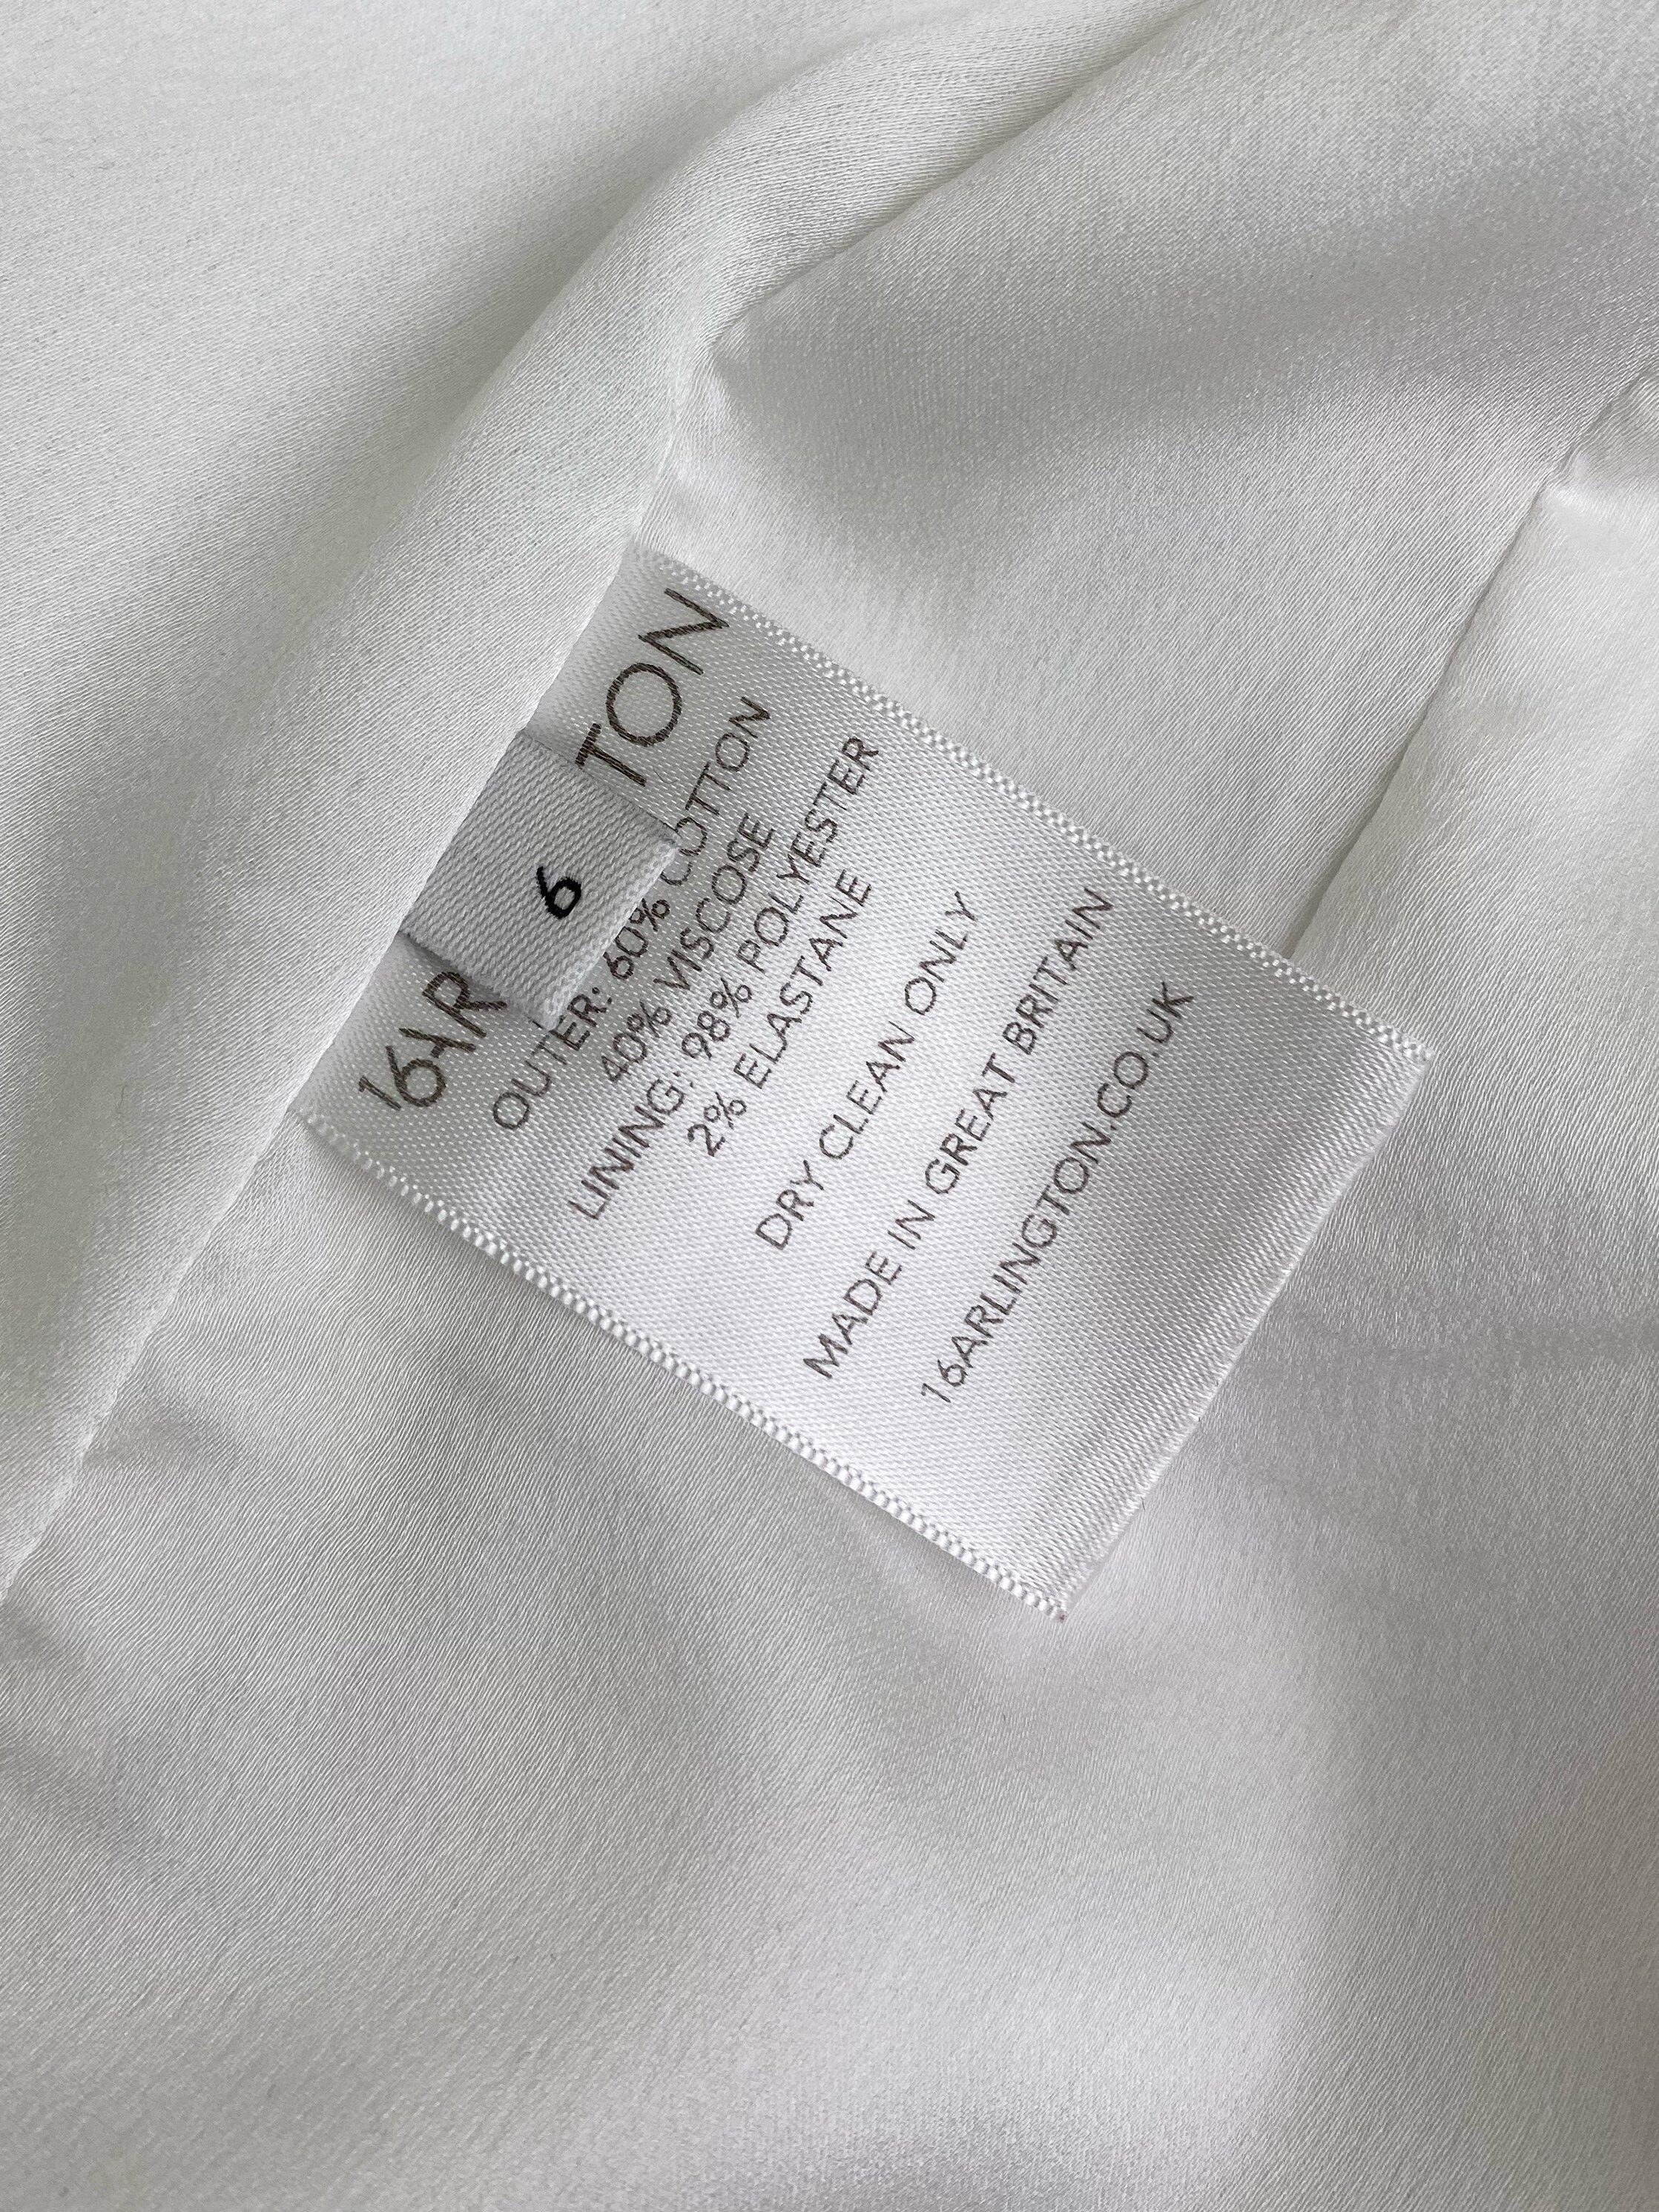 16AR
TON
6
OUTER: 60% COTTON
40% VISCOSE
LINING: 98% POLYESTER
2% ELASTANE
DRY CLEAN ONLY
MADE IN GREAT BRITAIN
16ARLINGTON.CO.UK